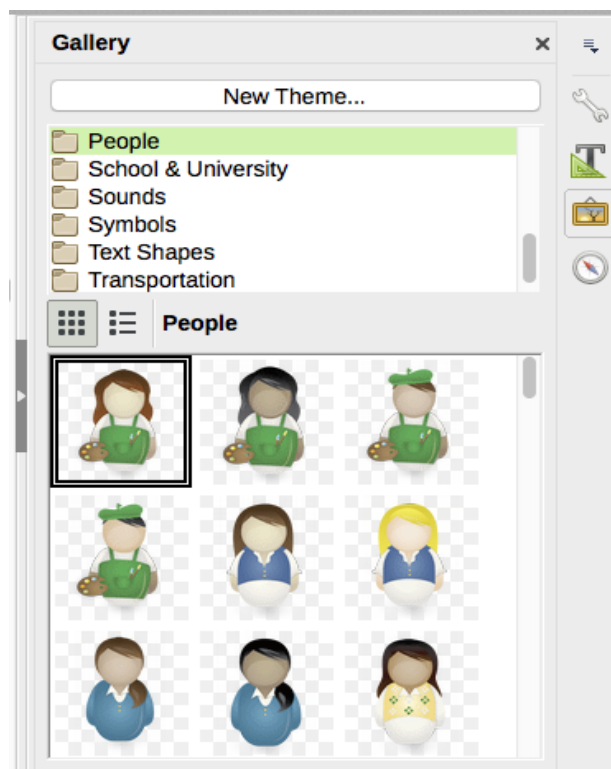 Gallery
New Theme...
People
School & University
Sounds
Symbols
Text Shapes
Transportation
People